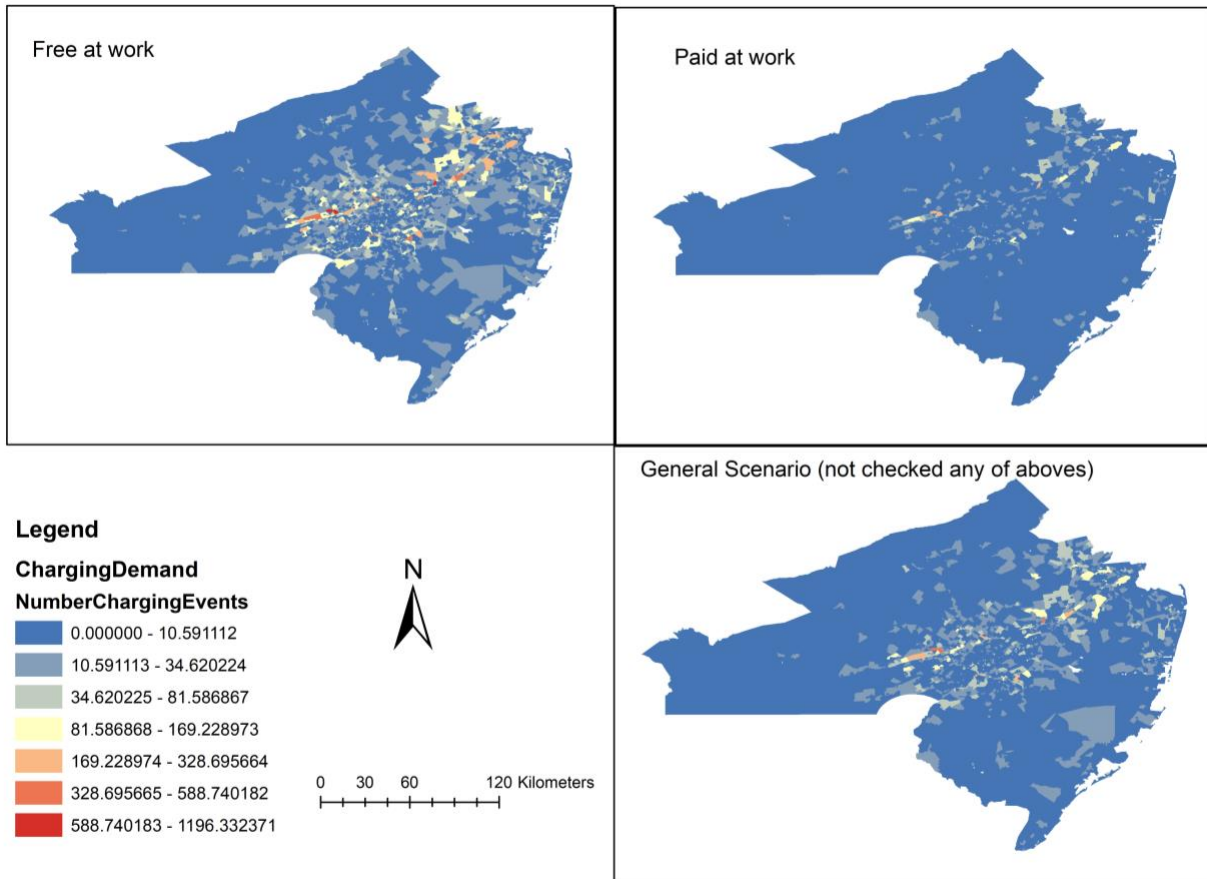 Free at work
Paid at work
General Scenario (not checked any of aboves)
Legend
ChargingDemand
NumberChargingEvents
0.000000 - 10.591112
10.591113 - 34.620224
34.620225 - 81.586867
81.586868 - 169.228973
169.228974 - 328.695664
328.695665 - 588.740182
588.740183 - 1196.332371
N
0 30 60 120 Kilometers